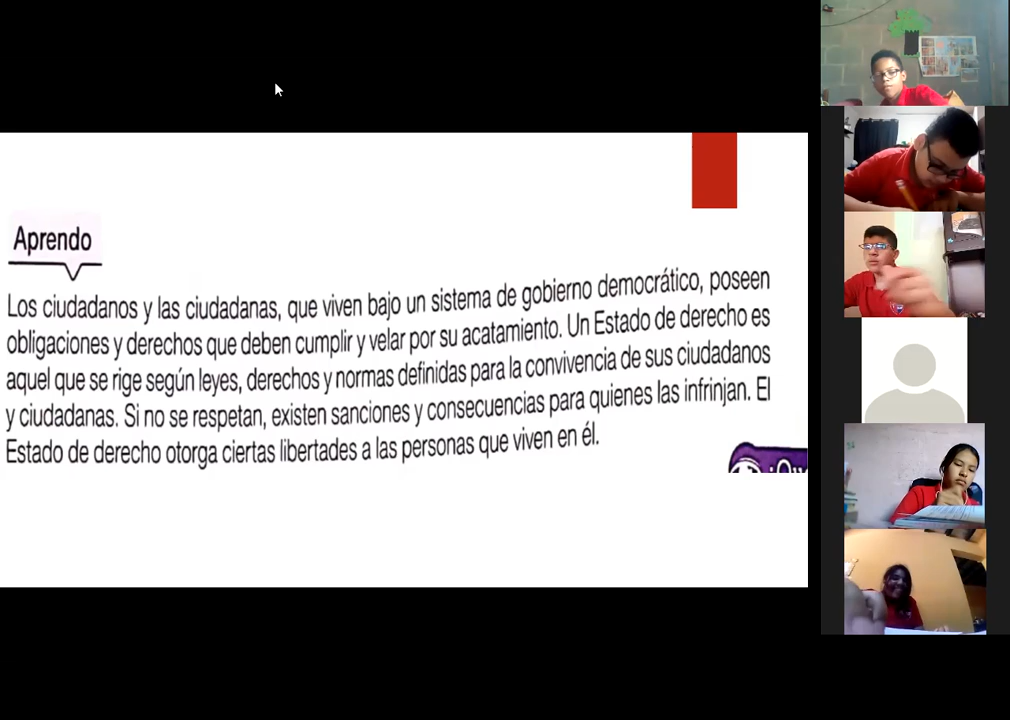 Aprendo
Los ciudadanos y las ciudadanas, que viven bajo un sistema de gobierno democrático, poseen
obligaciones y derechos que deben cumplir y velar por su acatamiento. Un Estado de derecho es
aquel que se rige según leyes, derechos y normas definidas para la convivencia de sus ciudadanos
y ciudadanas. Si no se respetan, existen sanciones y consecuencias para quienes las infrinjan. El
Estado de derecho otorga ciertas libertades a las personas que viven en él.